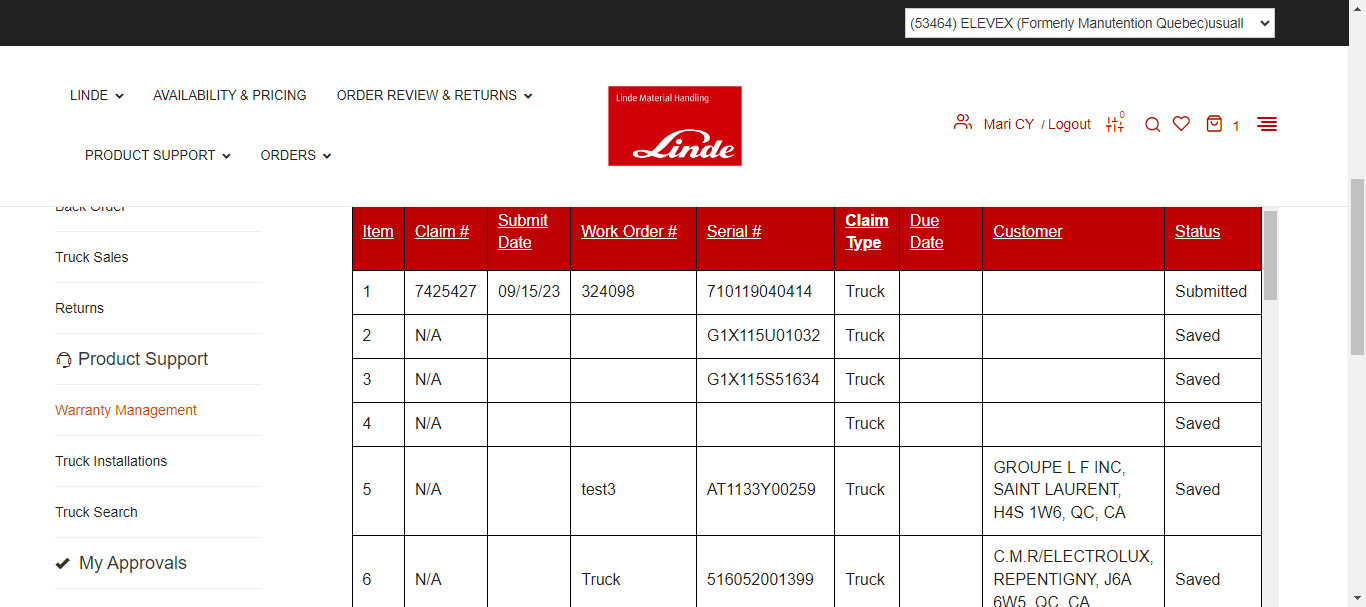 (53464) ELEVEX (Formerly Manutention Quebec)usuall
LINDE
AVAILABILITY & PRICING
ORDER REVIEW & RETURNS
PRODUCT SUPPORT
ORDERS
Linde Material Handling
Linde
Mari CY / Logout
0
1
Back Order
Truck Sales
Returns
Product Support
Warranty Management
Truck Installations
Truck Search
My Approvals
Item Claim # Submit Date Work Order # Serial # Claim Type Due Date Customer Status
1 7425427 09/15/23 324098 710119040414 Truck Submitted
2 N/A G1X115U01032 Truck Saved
3 N/A G1X115S51634 Truck Saved
4 N/A Truck Saved
5 N/A test3 AT1133Y00259 Truck GROUPE L F INC, SAINT LAURENT, H4S 1W6, QC, CA Saved
6 N/A Truck 516052001399 Truck C.M.R/ELECTROLUX, REPENTIGNY, J6A 6W5, QC, CA Saved